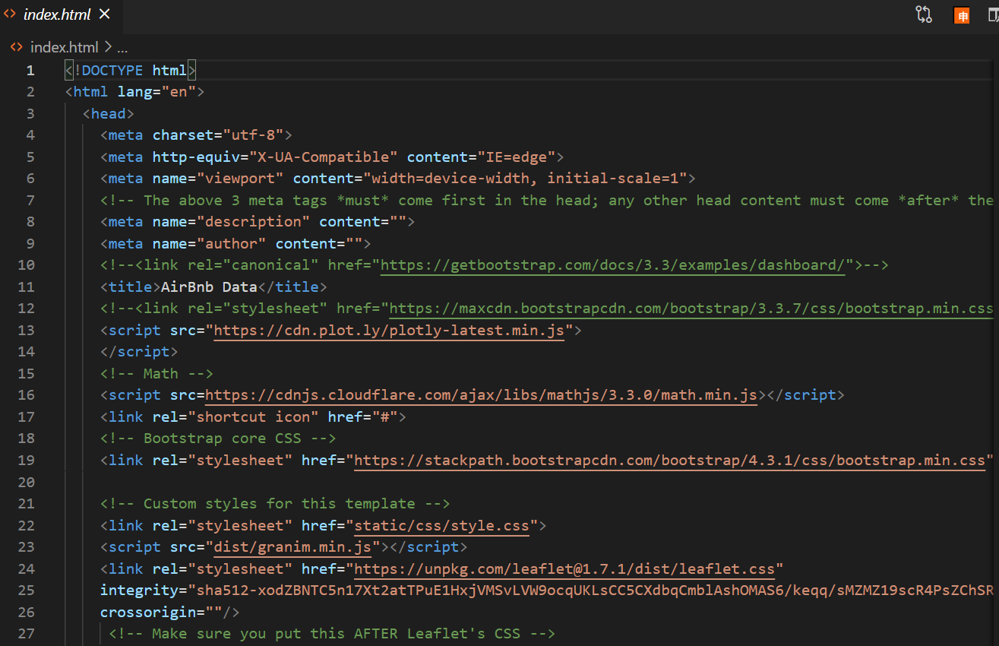 index.html
申
index.html > ...
1 <!DOCTYPE html>
2 <html lang="en">
3 <head>
4 <meta charset="utf-8">
5 <meta http-equiv="X-UA-Compatible" content="IE=edge">
6 <meta name="viewport" content="width=device-width, initial-scale=1">
7 <!-- The above 3 meta tags *must* come first in the head; any other head content must come *after* the
8 <meta name="description" content="">
9 <meta name="author" content="">
10 <!--<link rel="canonical" href="https://getbootstrap.com/docs/3.3/examples/dashboard/">-->
11 <title>AirBnb Data</title>
12 <!--<link rel="stylesheet" href="https://maxcdn.bootstrapcdn.com/bootstrap/3.3.7/css/bootstrap.min.css
13 <script src="https://cdn.plot.ly/plotly-latest.min.js">
14 </script>
15 <!-- Math -->
16 <script src=https://cdnjs.cloudflare.com/ajax/libs/mathjs/3.3.0/math.min.js></script>
17 <link rel="shortcut icon" href="#">
18 <!-- Bootstrap core CSS -->
19 <link rel="stylesheet" href="https://stackpath.bootstrapcdn.com/bootstrap/4.3.1/css/bootstrap.min.css"
20
21 <!-- Custom styles for this template -->
22 <link rel="stylesheet" href="static/css/style.css">
23 <script src="dist/granim.min.js"></script>
24 <link rel="stylesheet" href="https://unpkg.com/leaflet@1.7.1/dist/leaflet.css"
25 integrity="sha512-xodZBNTC5n17Xt2atTPuE1HxjVMSvLVW9ocqUKLsCC5CXdbqCmblAshOMAS6/keqq/sMZMZ19scR4PsZChSR
26 crossorigin=""/>
27 <!-- Make sure you put this AFTER Leaflet's CSS -->